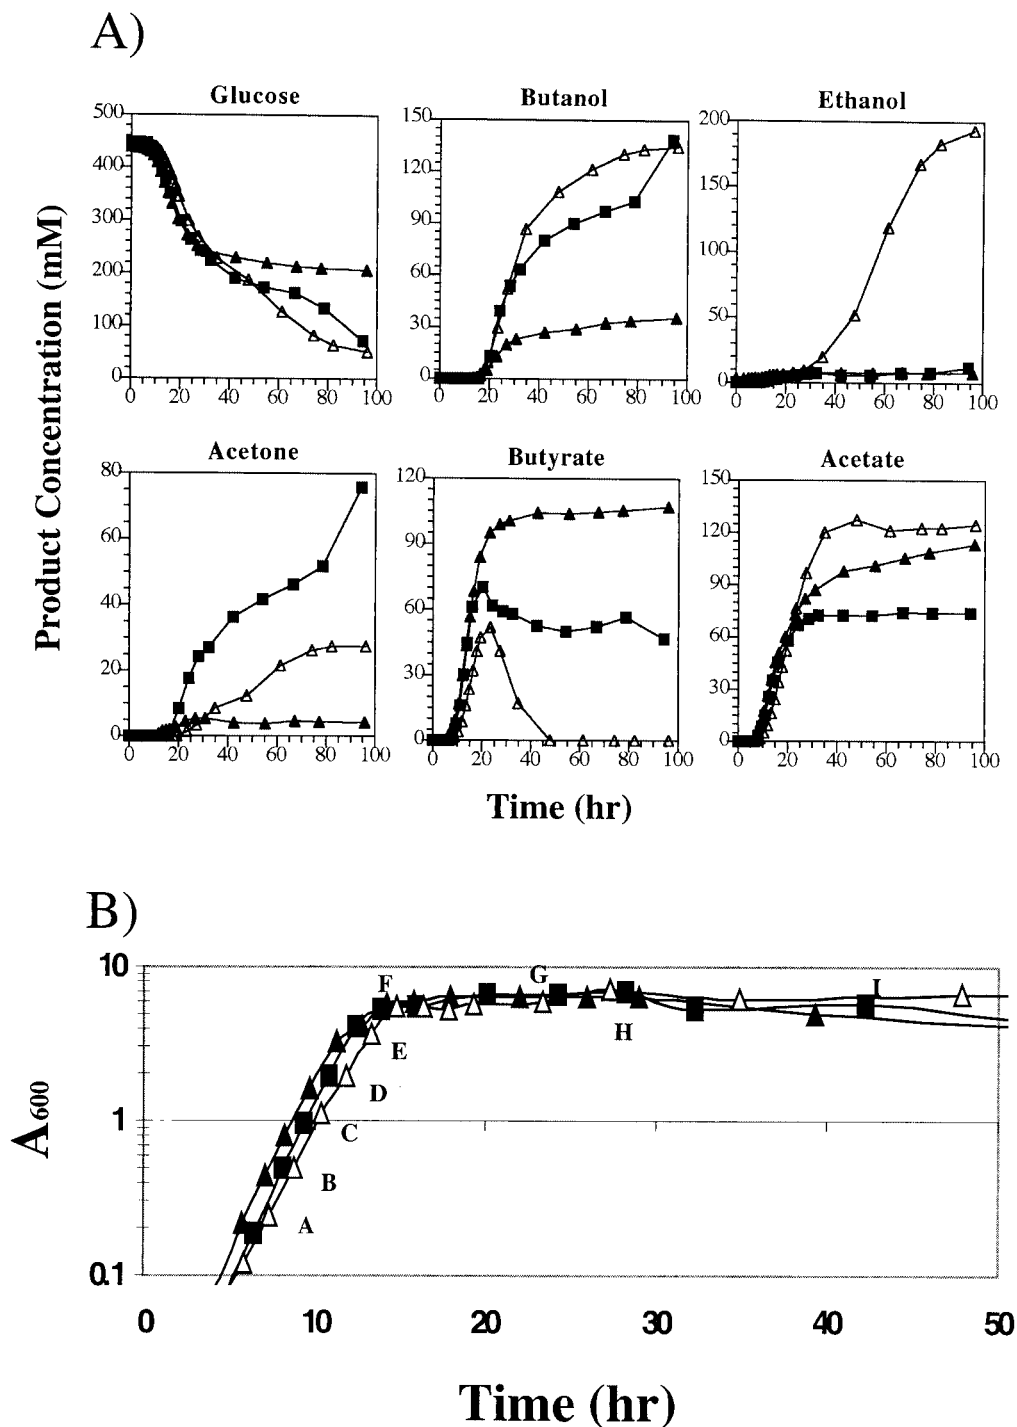 A)
Glucose
Butanol
Ethanol
500
400
300
200
100
0
0 20 40 60 80 100
150
120
90
60
30
0
0 20 40 60 80 100
200
150
100
50
0
0 20 40 60 80 100
Product Concentration (mM)
Acetone
Butyrate
Acetate
80
60
40
20
0
0 20 40 60 80 100
120
90
60
30
0
0 20 40 60 80 100
150
120
90
60
30
0
0 20 40 60 80 100
Time (hr)
B)
10
1
0.1
A600
F
G
I
H
E
D
C
B
A
0 10 20 30 40 50
Time (hr)